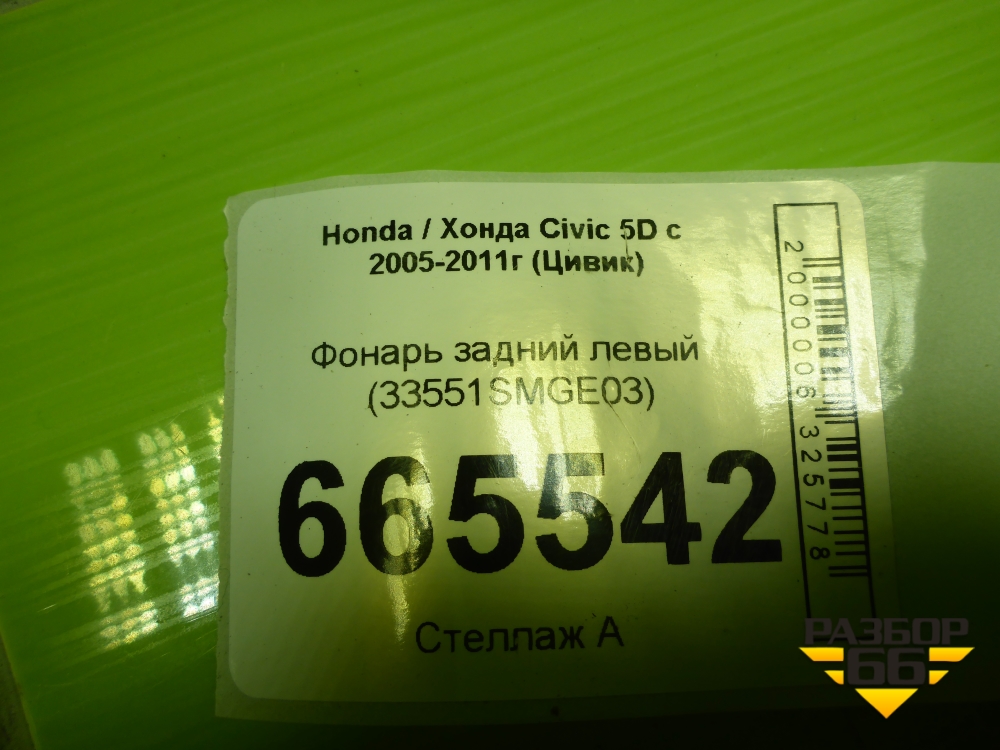 Honda / Хонда Civic 5D с
2005-2011г (Цивик)
Фонарь задний левый
(33551SMGE03)
665542
Стеллаж А
2000006325778
РАЗБОР
66